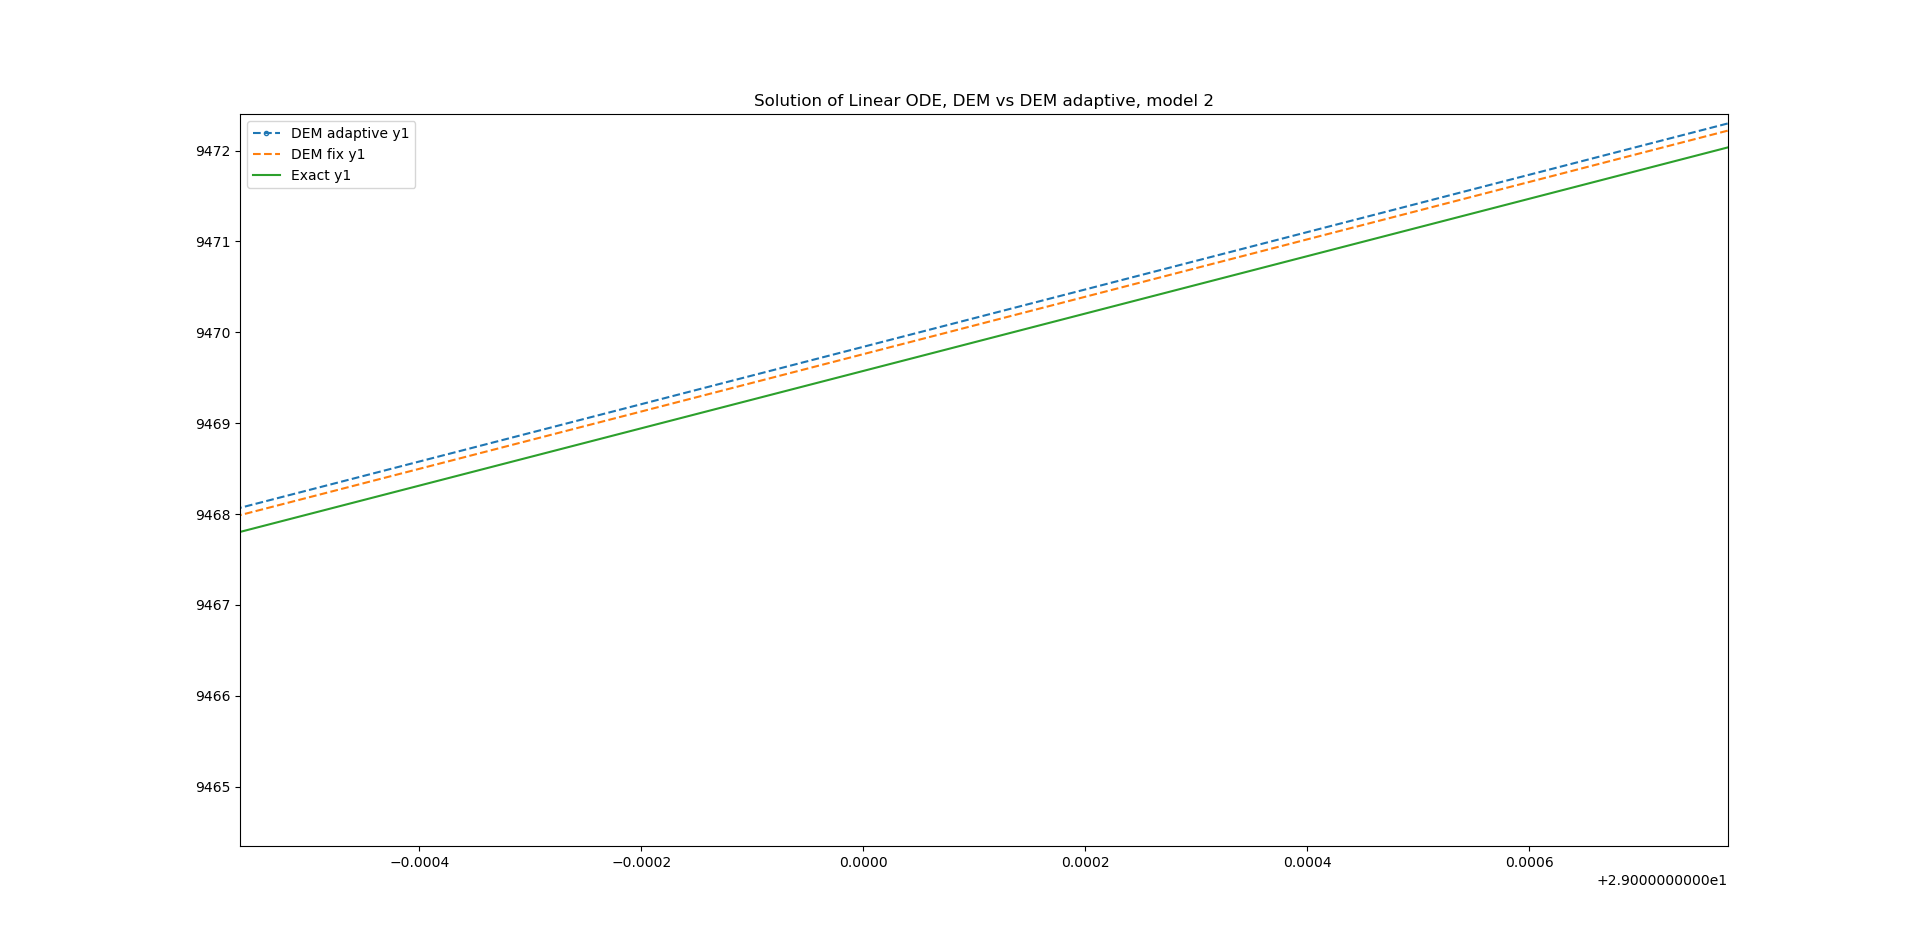 Solution of Linear ODE, DEM vs DEM adaptive, model 2
DEM adaptive y1
DEM fix y1
Exact y1
9472
9471
9470
9469
9468
9467
9466
9465
−0.0004
−0.0002
0.0000
0.0002
0.0004
0.0006
+2.9000000000e1